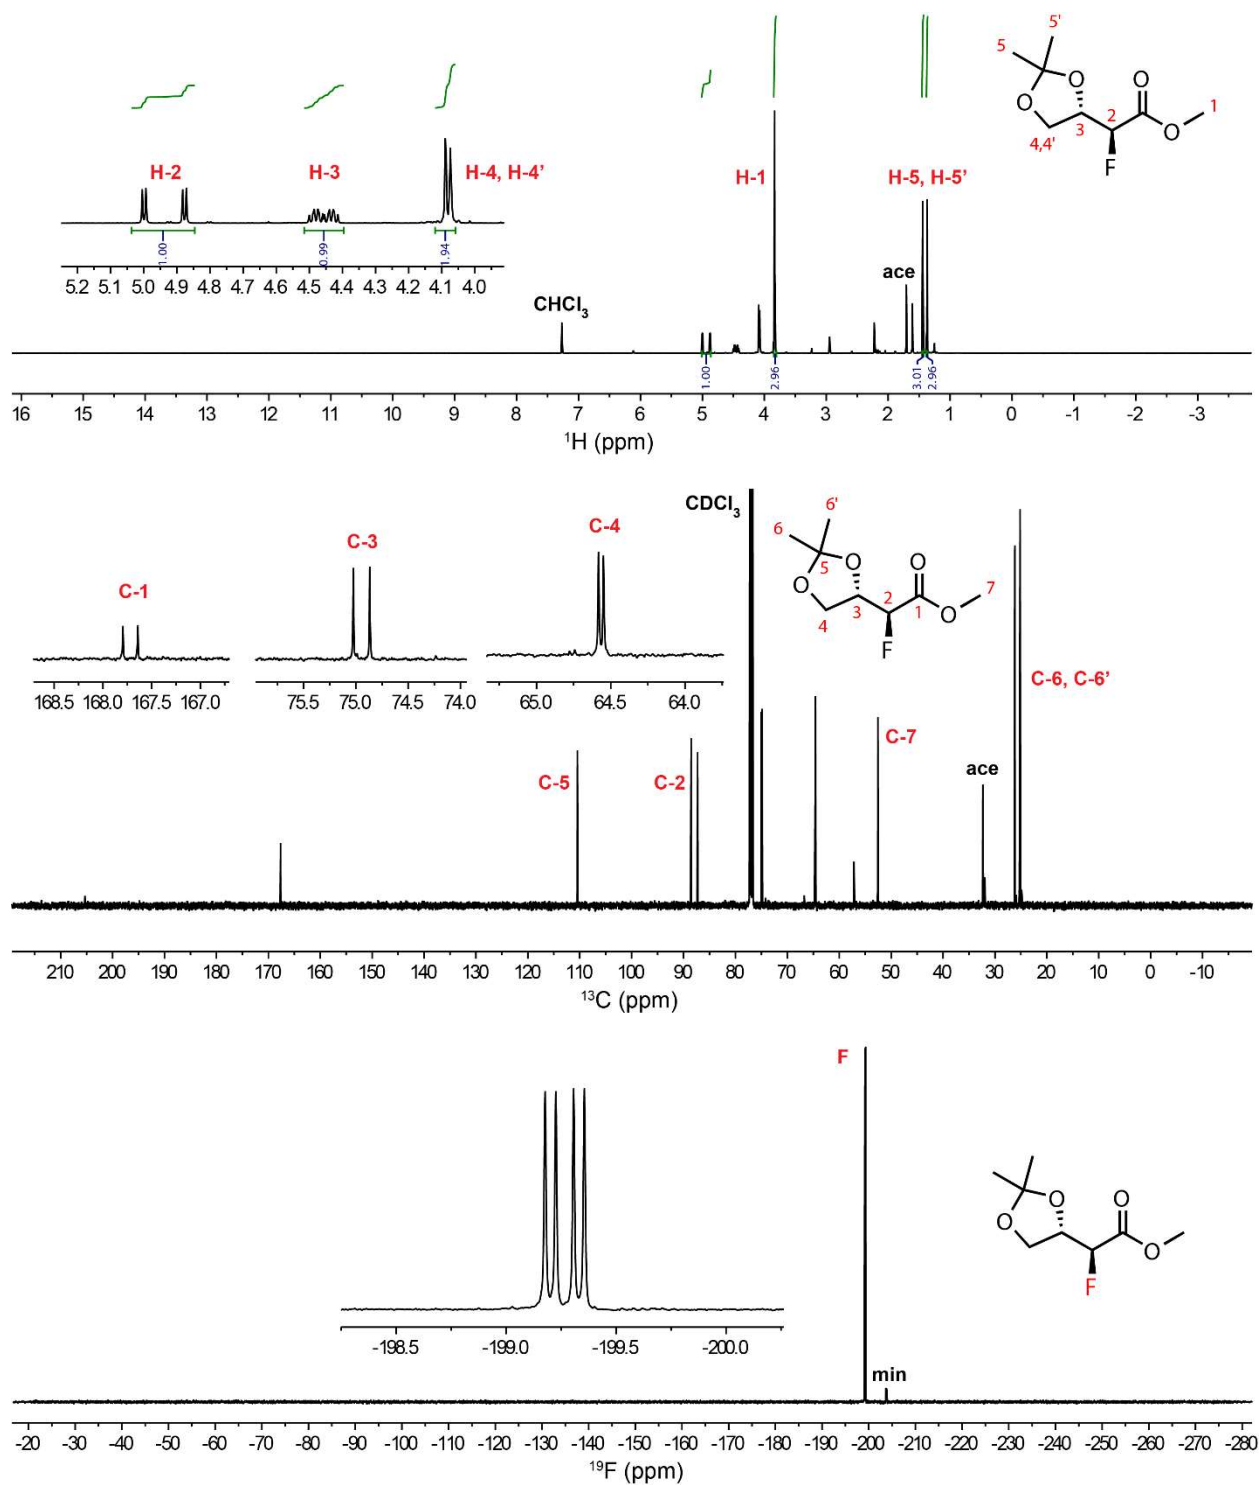 5'
5
O
O
O
O
1
4,4'
3
2
F
H-2
H-3
H-4, H-4'
H-1
H-5, H-5'
1.00
0.99
1.94
5.2 5.1 5.0 4.9 4.8 4.7 4.6 4.5 4.4 4.3 4.2 4.1 4.0
CHCl3
ace
1.00
2.96
3.01
2.96
16 15 14 13 12 11 10 9 8 7 6 5 4 3 2 1 0 -1 -2 -3
1H (ppm)
CDCl3
6'
6
5
O
O
O
O
7
4
3
2
1
F
C-1
C-3
C-4
168.5 168.0 167.5 167.0
75.5 75.0 74.5 74.0
65.0 64.5 64.0
C-6, C-6'
C-7
C-5
C-2
ace
210 200 190 180 170 160 150 140 130 120 110 100 90 80 70 60 50 40 30 20 10 0 -10
13C (ppm)
F
O
O
O
O
F
-198.5 -199.0 -199.5 -200.0
min
-20 -30 -40 -50 -60 -70 -80 -90 -100 -110 -120 -130 -140 -150 -160 -170 -180 -190 -200 -210 -220 -230 -240 -250 -260 -270 -280
19F (ppm)